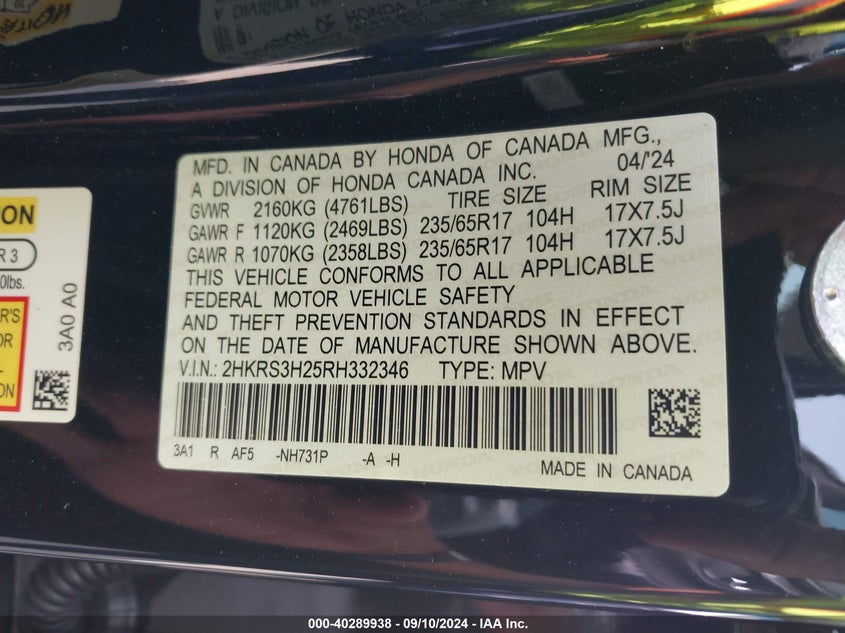 MFD. IN CANADA BY HONDA OF CANADA MFG.,
A DIVISION OF HONDA CANADA INC. 04/'24
GVWR 2160KG (4761LBS) TIRE SIZE RIM SIZE
GAWR F 1120KG (2469LBS) 235/65R17 104H 17X7.5J
GAWR R 1070KG (2358LBS) 235/65R17 104H 17X7.5J
THIS VEHICLE CONFORMS TO ALL APPLICABLE
FEDERAL MOTOR VEHICLE SAFETY
AND THEFT PREVENTION STANDARDS IN EFFECT
ON THE DATE OF MANUFACTURE SHOWN ABOVE.
V.I.N.: 2HKRS3H25RH332346 TYPE: MPV
3A1 R AF5 -NH731P -A -H
MADE IN CANADA
R 3
0lbs.
3A0 A0
000-40289938 - 09/10/2024 - IAA Inc.